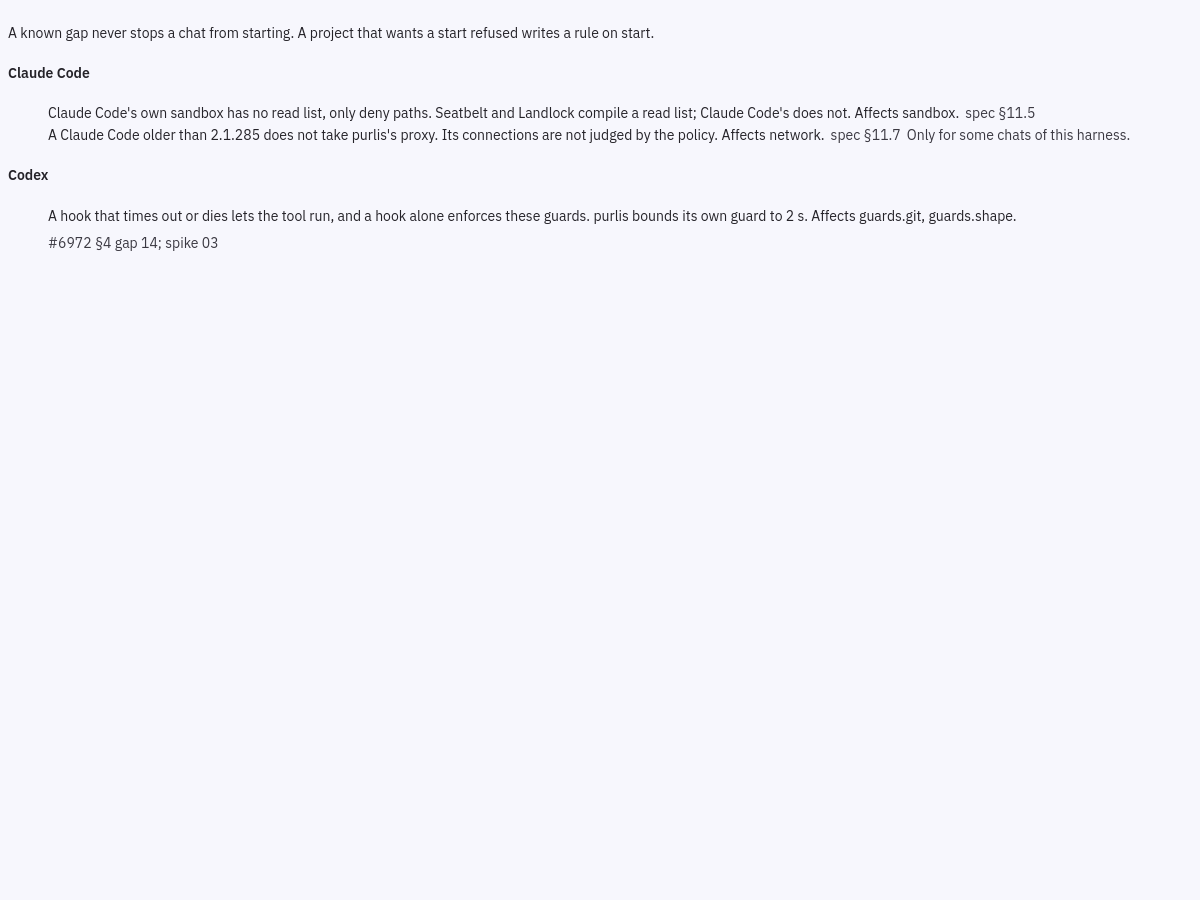 A known gap never stops a chat from starting. A project that wants a start refused writes a rule on start.
Claude Code
Claude Code's own sandbox has no read list, only deny paths. Seatbelt and Landlock compile a read list; Claude Code's does not. Affects sandbox. spec §11.5
A Claude Code older than 2.1.285 does not take purlis's proxy. Its connections are not judged by the policy. Affects network. spec §11.7 Only for some chats of this harness.
Codex
A hook that times out or dies lets the tool run, and a hook alone enforces these guards. purlis bounds its own guard to 2 s. Affects guards.git, guards.shape.
#6972 §4 gap 14; spike 03